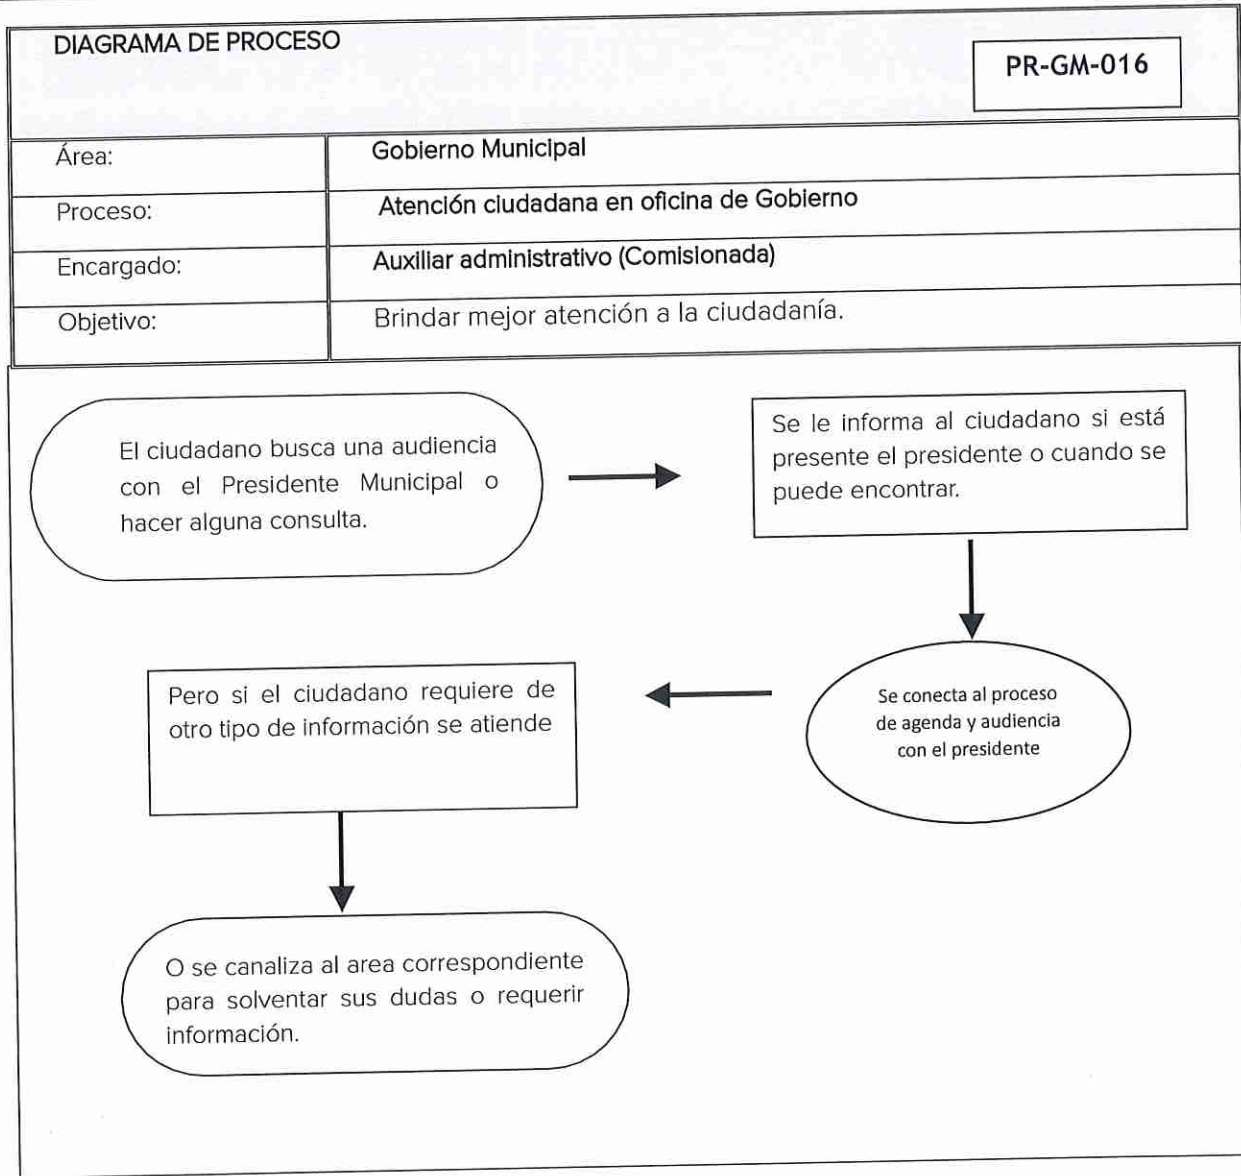 DIAGRAMA DE PROCESO
PR-GM-016
Área:
Gobierno Municipal
Proceso:
Atención ciudadana en oficina de Gobierno
Encargado:
Auxiliar administrativo (Comisionada)
Objetivo:
Brindar mejor atención a la ciudadanía.
El ciudadano busca una audiencia
con el Presidente Municipal o
hacer alguna consulta.
Se le informa al ciudadano si está
presente el presidente o cuando se
puede encontrar.
Se conecta al proceso
de agenda y audiencia
con el presidente
Pero si el ciudadano requiere de
otro tipo de información se atiende
O se canaliza al area correspondiente
para solventar sus dudas o requerir
información.